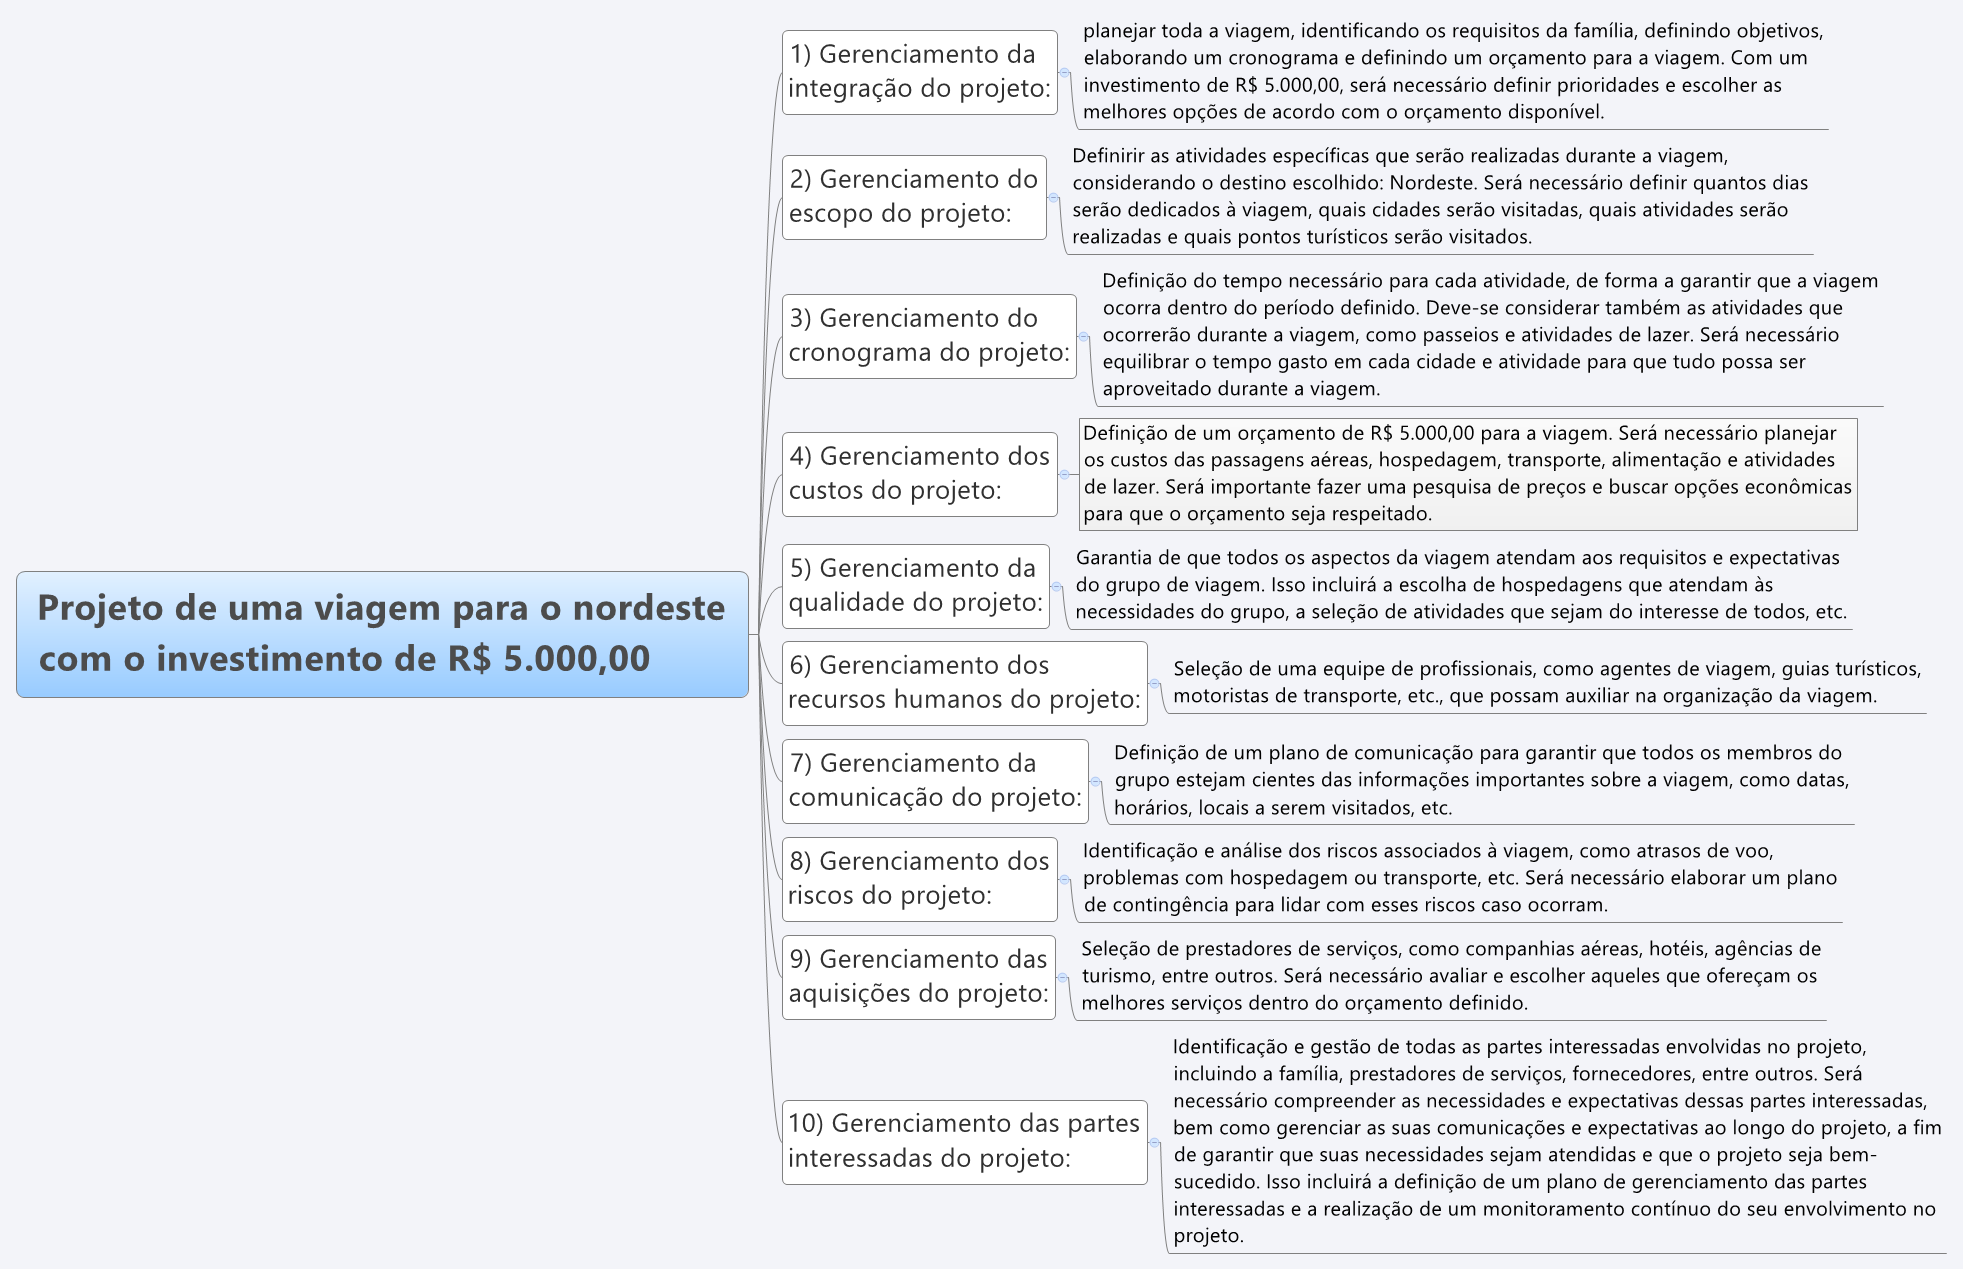 Projeto de uma viagem para o nordeste
com o investimento de R$ 5.000,00
1) Gerenciamento da
integração do projeto:
planejar toda a viagem, identificando os requisitos da família, definindo objetivos,
elaborando um cronograma e definindo um orçamento para a viagem. Com um
investimento de R$ 5.000,00, será necessário definir prioridades e escolher as
melhores opções de acordo com o orçamento disponível.
2) Gerenciamento do
escopo do projeto:
Definirir as atividades específicas que serão realizadas durante a viagem,
considerando o destino escolhido: Nordeste. Será necessário definir quantos dias
serão dedicados à viagem, quais cidades serão visitadas, quais atividades serão
realizadas e quais pontos turísticos serão visitados.
3) Gerenciamento do
cronograma do projeto:
Definição do tempo necessário para cada atividade, de forma a garantir que a viagem
ocorra dentro do período definido. Deve-se considerar também as atividades que
ocorrerão durante a viagem, como passeios e atividades de lazer. Será necessário
equilibrar o tempo gasto em cada cidade e atividade para que tudo possa ser
aproveitado durante a viagem.
4) Gerenciamento dos
custos do projeto:
Definição de um orçamento de R$ 5.000,00 para a viagem. Será necessário planejar
os custos das passagens aéreas, hospedagem, transporte, alimentação e atividades
de lazer. Será importante fazer uma pesquisa de preços e buscar opções econômicas
para que o orçamento seja respeitado.
5) Gerenciamento da
qualidade do projeto:
Garantia de que todos os aspectos da viagem atendam aos requisitos e expectativas
do grupo de viagem. Isso incluirá a escolha de hospedagens que atendam às
necessidades do grupo, a seleção de atividades que sejam do interesse de todos, etc.
6) Gerenciamento dos
recursos humanos do projeto:
Seleção de uma equipe de profissionais, como agentes de viagem, guias turísticos,
motoristas de transporte, etc., que possam auxiliar na organização da viagem.
7) Gerenciamento da
comunicação do projeto:
Definição de um plano de comunicação para garantir que todos os membros do
grupo estejam cientes das informações importantes sobre a viagem, como datas,
horários, locais a serem visitados, etc.
8) Gerenciamento dos
riscos do projeto:
Identificação e análise dos riscos associados à viagem, como atrasos de voo,
problemas com hospedagem ou transporte, etc. Será necessário elaborar um plano
de contingência para lidar com esses riscos caso ocorram.
9) Gerenciamento das
aquisições do projeto:
Seleção de prestadores de serviços, como companhias aéreas, hotéis, agências de
turismo, entre outros. Será necessário avaliar e escolher aqueles que ofereçam os
melhores serviços dentro do orçamento definido.
10) Gerenciamento das partes
interessadas do projeto:
Identificação e gestão de todas as partes interessadas envolvidas no projeto,
incluindo a família, prestadores de serviços, fornecedores, entre outros. Será
necessário compreender as necessidades e expectativas dessas partes interessadas,
bem como gerenciar as suas comunicações e expectativas ao longo do projeto, a fim
de garantir que suas necessidades sejam atendidas e que o projeto seja bem-
sucedido. Isso incluirá a definição de um plano de gerenciamento das partes
interessadas e a realização de um monitoramento contínuo do seu envolvimento no
projeto.